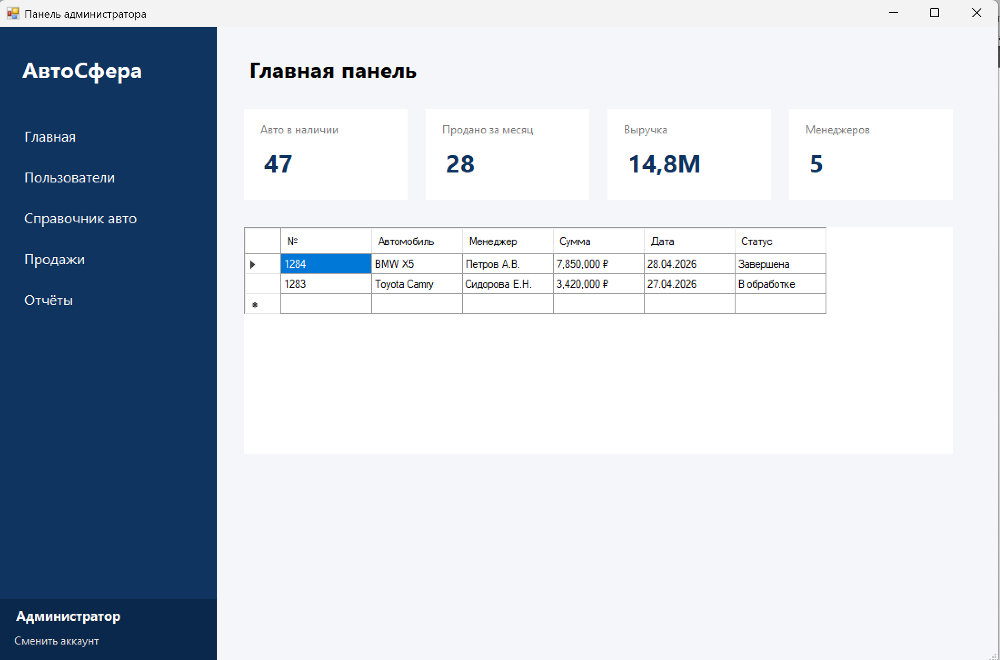 Панель администратора
АвтоСфера
Главная
Пользователи
Справочник авто
Продажи
Отчёты
Администратор
Сменить аккаунт
Главная панель
Авто в наличии
47
Продано за месяц
28
Выручка
14,8М
Менеджеров
5
№ Автомобиль Менеджер Сумма Дата Статус
1284 BMW X5 Петров А.В. 7,850,000 ₽ 28.04.2026 Завершена
1283 Toyota Camry Сидорова Е.Н. 3,420,000 ₽ 27.04.2026 В обработке